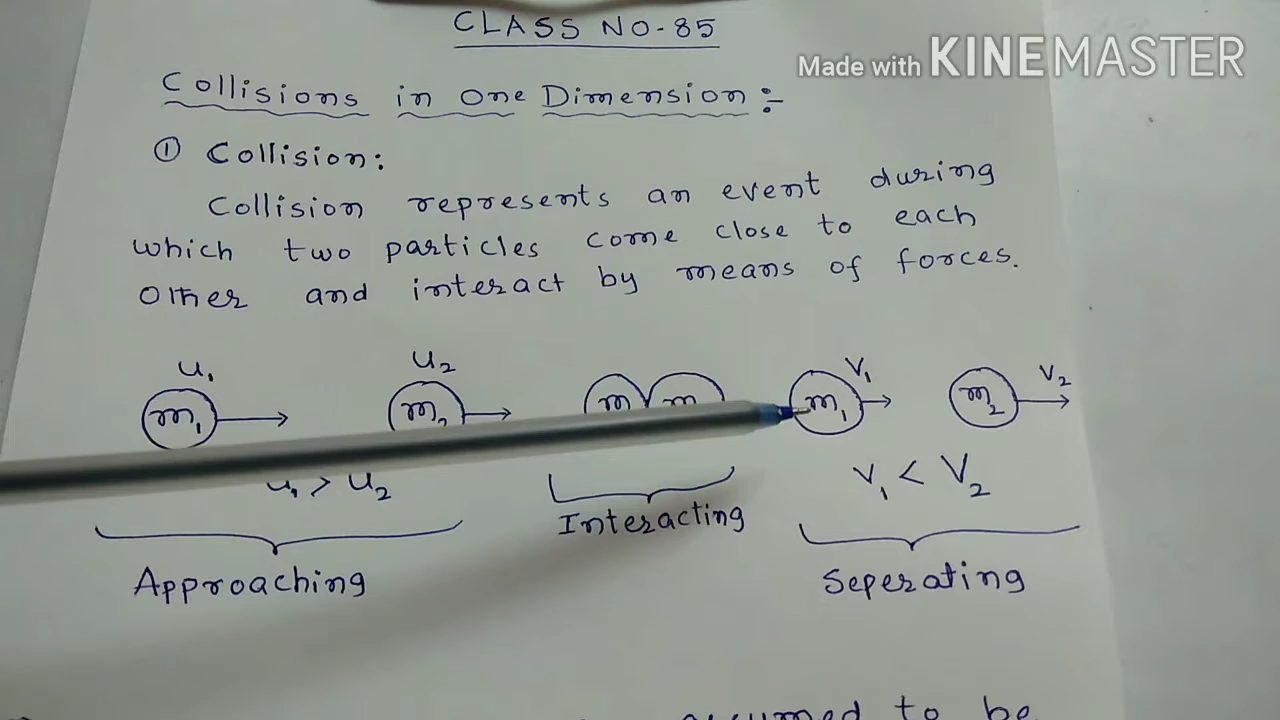 CLASS NO-85
Made with KINEMASTER
Collisions in One Dimension :-
① Collision:
Collision represents an event during
which two particles come close to each
Other and interact by means of forces.
u₁ u₂ V₁ V₂
m₁ m₂ m m m₁ m₂
u₁ > u₂ V₁ < V₂
Interacting
Approaching Seperating
assumed to be